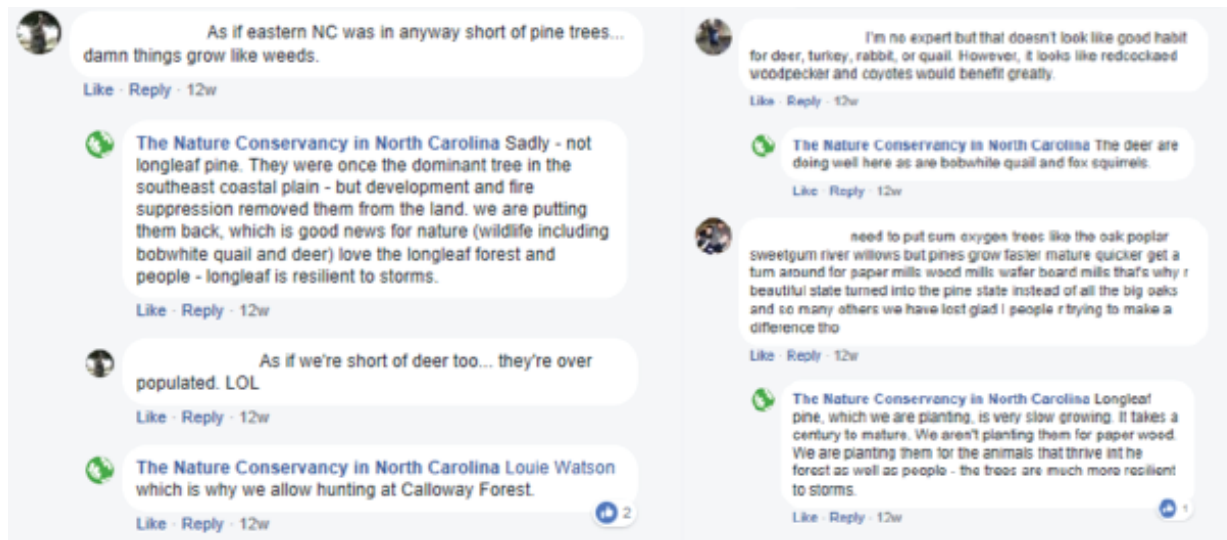 As if eastern NC was in anyway short of pine trees...
damn things grow like weeds.
Like · Reply · 12w
The Nature Conservancy in North Carolina Sadly - not
longleaf pine. They were once the dominant tree in the
southeast coastal plain - but development and fire
suppression removed them from the land. we are putting
them back, which is good news for nature (wildlife including
bobwhite quail and deer) love the longleaf forest and
people - longleaf is resilient to storms.
Like · Reply · 12w
As if we're short of deer too... they're over
populated. LOL
Like · Reply · 12w
The Nature Conservancy in North Carolina Louie Watson
which is why we allow hunting at Calloway Forest.
2
Like · Reply · 12w
I'm no expert but that doesn't look like good habit
for deer, turkey, rabbit, or quail. However, it looks like redcockaed
woodpecker and coyotes would benefit greatly.
Like · Reply · 12w
The Nature Conservancy in North Carolina The deer are
doing well here as are bobwhite quail and fox squirrels.
Like · Reply · 12w
need to put sum oxygen trees like the oak poplar
sweetgum river willows but pines grow faster mature quicker get a
turn around for paper mills wood mills wafer board mills that's why r
beautiful state turned into the pine state instead of all the big oaks
and so many others we have lost glad I people r trying to make a
difference tho
Like · Reply · 12w
The Nature Conservancy in North Carolina Longleaf
pine, which we are planting, is very slow growing. It takes a
century to mature. We aren't planting them for paper wood.
We are planting them for the animals that thrive int he
forest as well as people - the trees are much more resilient
to storms.
1
Like · Reply · 12w